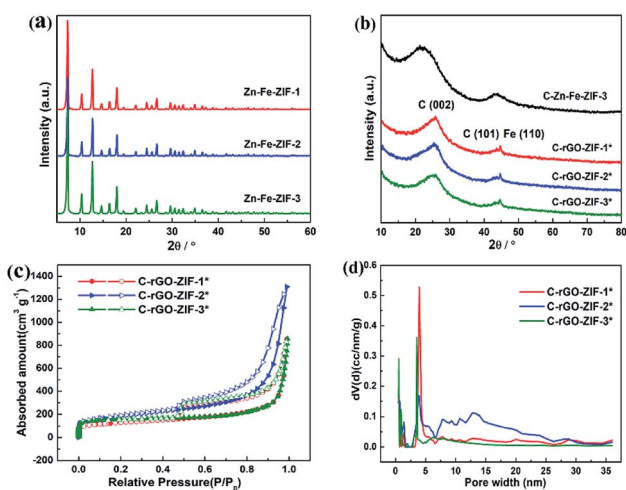 (a)
Intensity (a.u.)
Zn-Fe-ZIF-1
Zn-Fe-ZIF-2
Zn-Fe-ZIF-3
0 10 20 30 40 50 60
2θ / °
(b)
Intensity (a.u.)
C-Zn-Fe-ZIF-3
C (002)
C (101) Fe (110)
C-rGO-ZIF-1*
C-rGO-ZIF-2*
C-rGO-ZIF-3*
10 20 30 40 50 60 70 80
2θ / °
(c)
Absorbed amount(cm³ g⁻¹)
1400
1200
1000
800
600
400
200
0
-200
C-rGO-ZIF-1*
C-rGO-ZIF-2*
C-rGO-ZIF-3*
0.0 0.2 0.4 0.6 0.8 1.0
Relative Pressure(P/P₀)
(d)
dV(d)(cc/nm/g)
0.6
0.5
0.4
0.3
0.2
0.1
0.0
C-rGO-ZIF-1*
C-rGO-ZIF-2*
C-rGO-ZIF-3*
0 5 10 15 20 25 30 35
Pore width (nm)